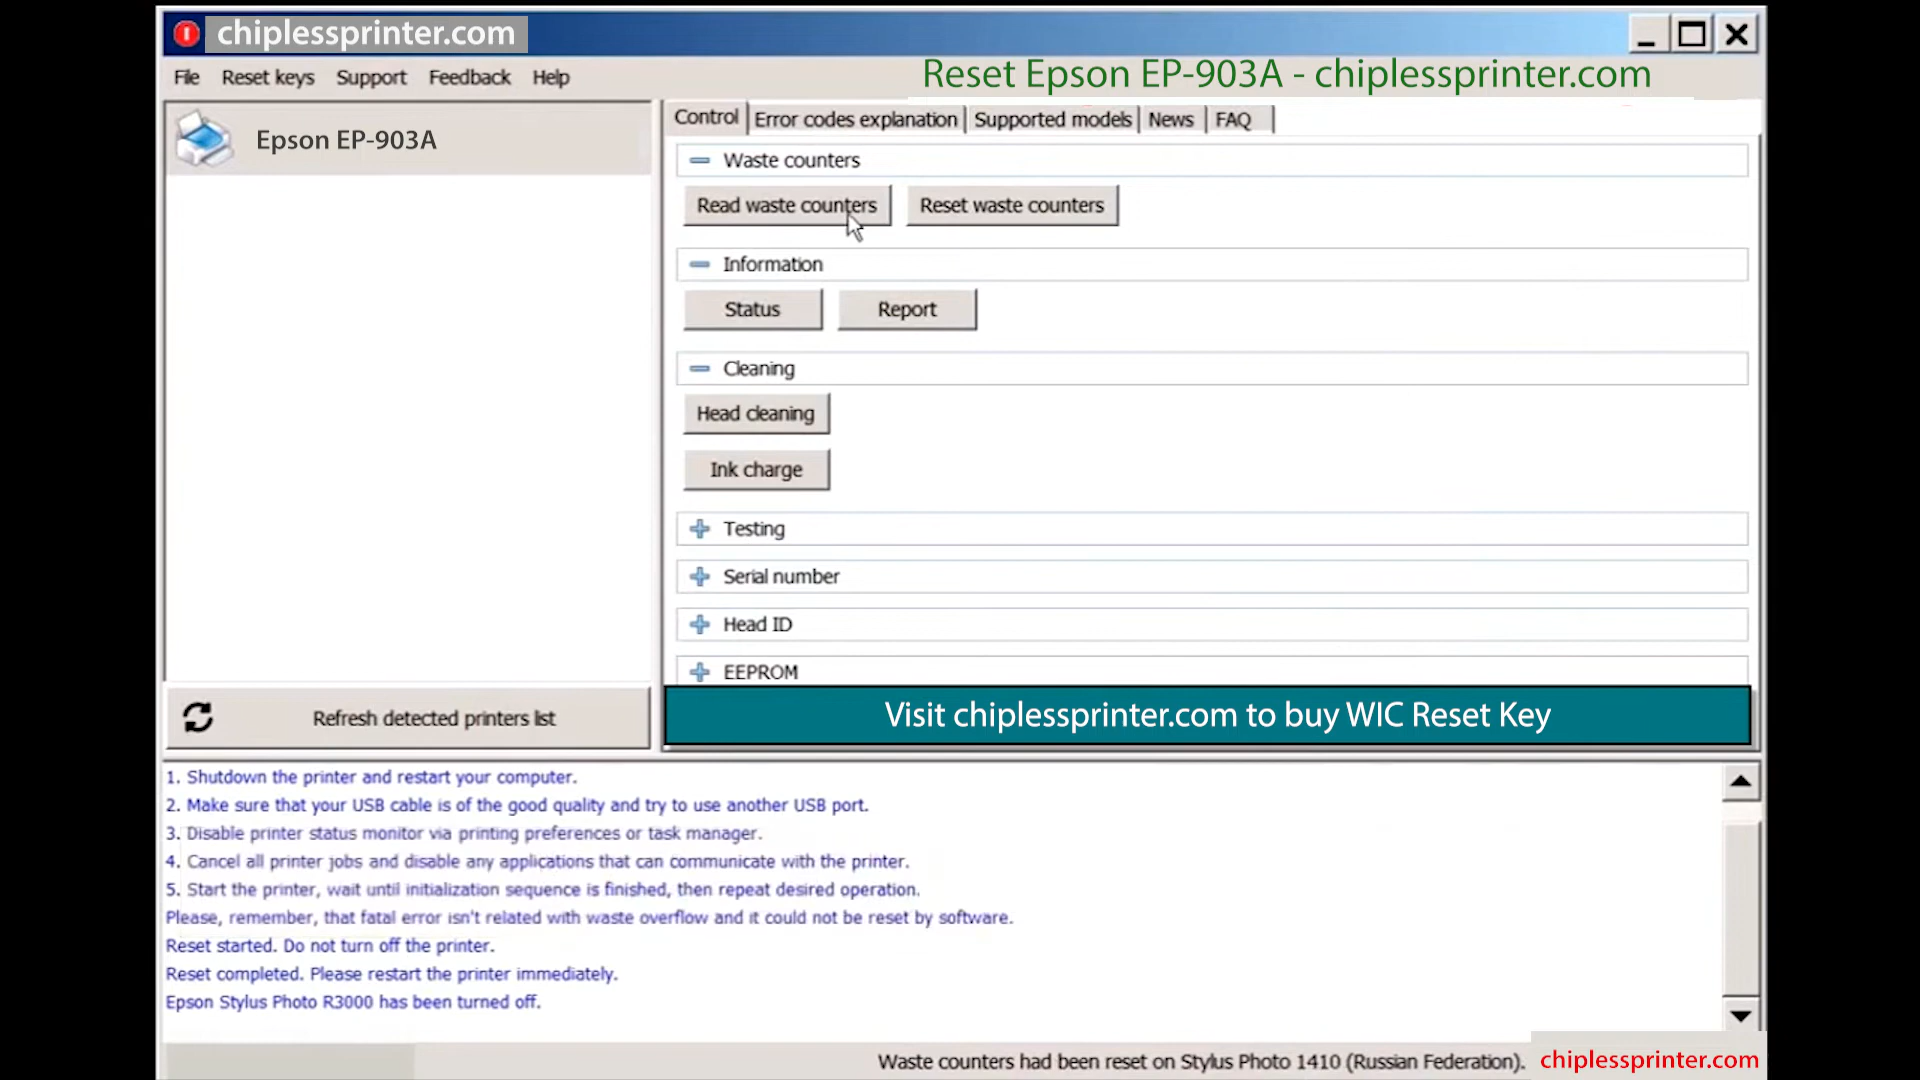 chiplessprinter.com
File Reset keys Support Feedback Help
Reset Epson EP-903A - chiplessprinter.com
Epson EP-903A
Control Error codes explanation Supported models News FAQ
Waste counters
Read waste counters Reset waste counters
Information
Status Report
Cleaning
Head cleaning
Ink charge
Testing
Serial number
Head ID
EEPROM
Refresh detected printers list
Visit chiplessprinter.com to buy WIC Reset Key
1. Shutdown the printer and restart your computer.
2. Make sure that your USB cable is of the good quality and try to use another USB port.
3. Disable printer status monitor via printing preferences or task manager.
4. Cancel all printer jobs and disable any applications that can communicate with the printer.
5. Start the printer, wait until initialization sequence is finished, then repeat desired operation.
Please, remember, that fatal error isn't related with waste overflow and it could not be reset by software.
Reset started. Do not turn off the printer.
Reset completed. Please restart the printer immediately.
Epson Stylus Photo R3000 has been turned off.
Waste counters had been reset on Stylus Photo 1410 (Russian Federation).
chiplessprinter.com